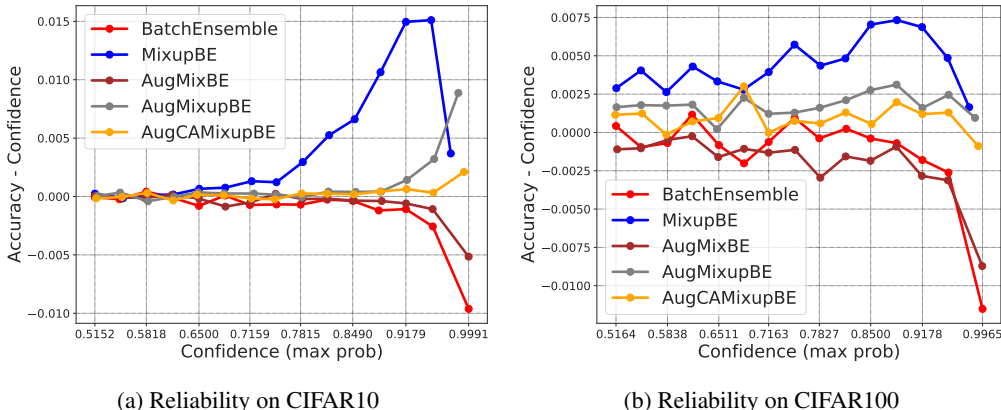 0.015
0.010
0.005
0.000
−0.005
−0.010
Accuracy - Confidence
BatchEnsemble
MixupBE
AugMixBE
AugMixupBE
AugCAMixupBE
0.5152 0.5818 0.6500 0.7159 0.7815 0.8490 0.9179 0.9991
Confidence (max prob)
(a) Reliability on CIFAR10
0.0075
0.0050
0.0025
0.0000
−0.0025
−0.0050
−0.0075
−0.0100
Accuracy - Confidence
BatchEnsemble
MixupBE
AugMixBE
AugMixupBE
AugCAMixupBE
0.5164 0.5838 0.6511 0.7163 0.7827 0.8500 0.9178 0.9965
Confidence (max prob)
(b) Reliability on CIFAR100